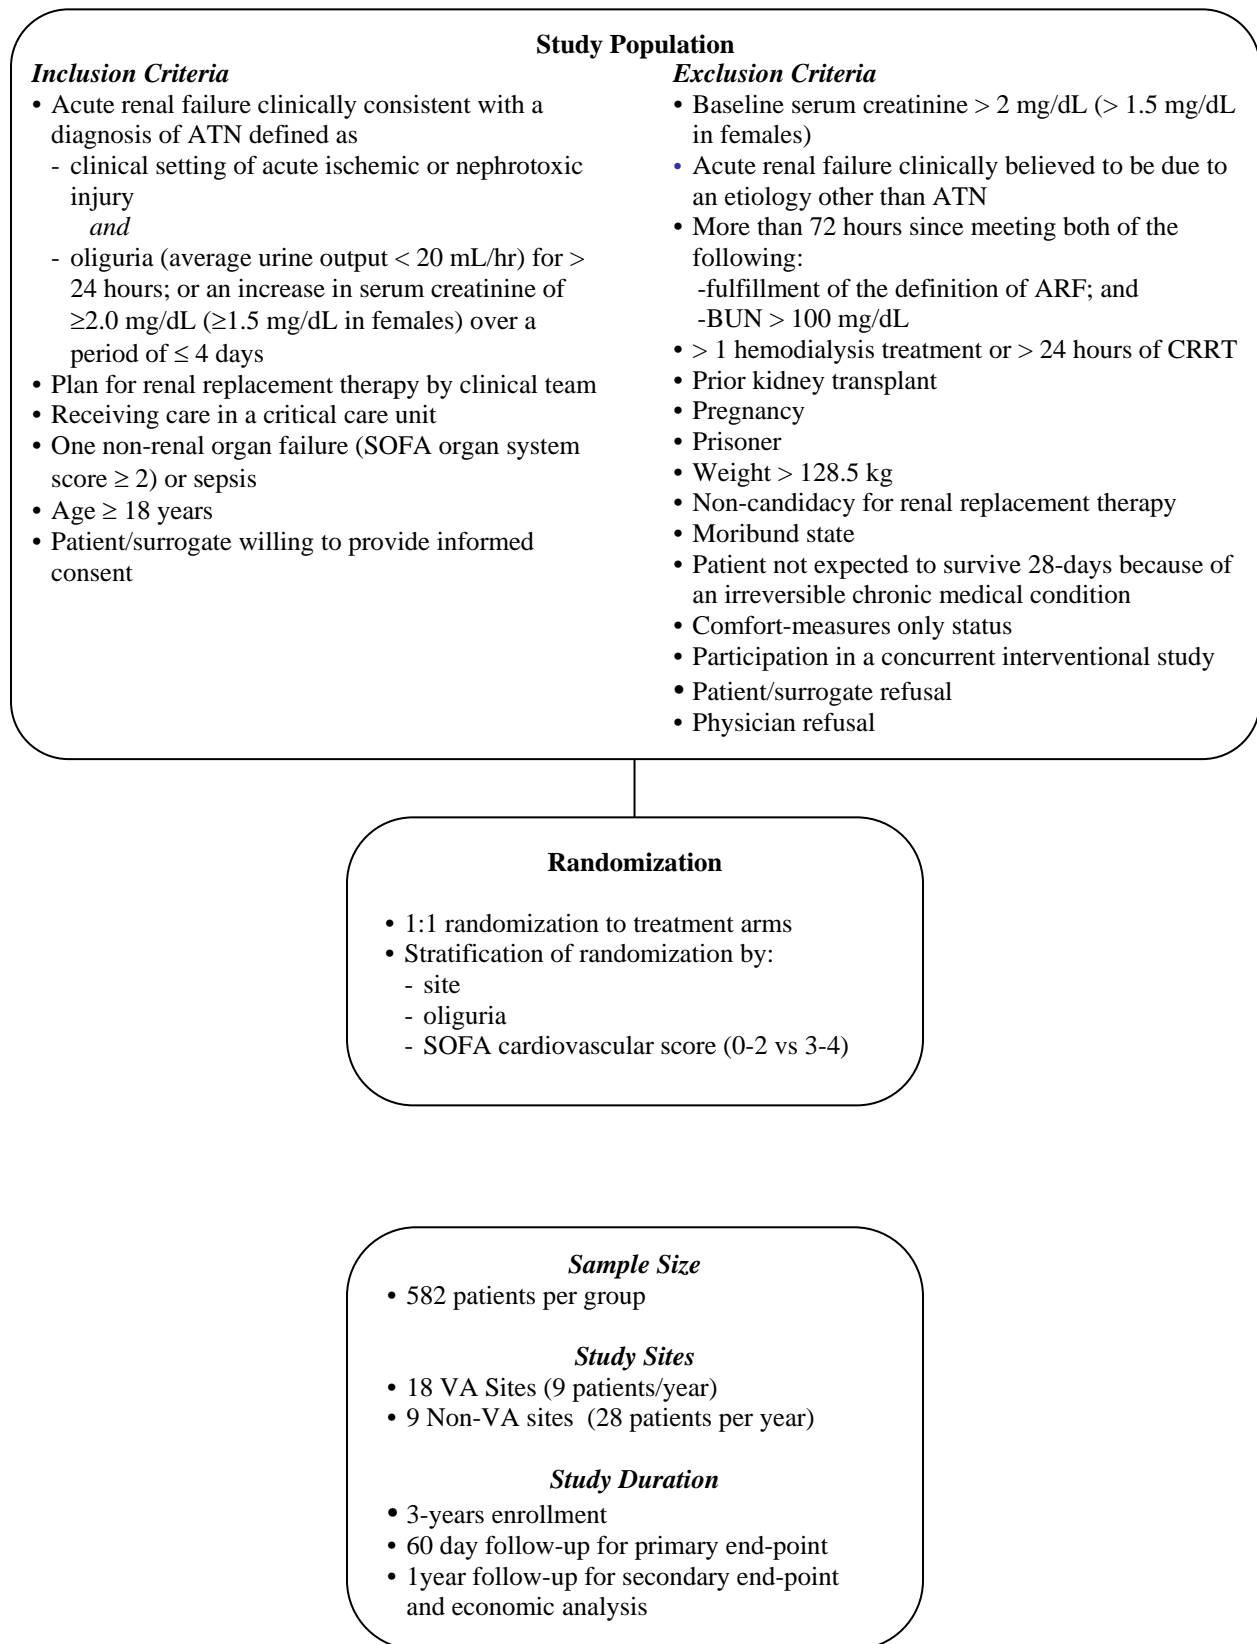 Study Population
Inclusion Criteria
• Acute renal failure clinically consistent with a
diagnosis of ATN defined as
- clinical setting of acute ischemic or nephrotoxic
injury
and
- oliguria (average urine output < 20 mL/hr) for >
24 hours; or an increase in serum creatinine of
≥2.0 mg/dL (≥1.5 mg/dL in females) over a
period of ≤ 4 days
• Plan for renal replacement therapy by clinical team
• Receiving care in a critical care unit
• One non-renal organ failure (SOFA organ system
score ≥ 2) or sepsis
• Age ≥ 18 years
• Patient/surrogate willing to provide informed
consent
Exclusion Criteria
• Baseline serum creatinine > 2 mg/dL (> 1.5 mg/dL
in females)
• Acute renal failure clinically believed to be due to
an etiology other than ATN
• More than 72 hours since meeting both of the
following:
-fulfillment of the definition of ARF; and
-BUN > 100 mg/dL
• > 1 hemodialysis treatment or > 24 hours of CRRT
• Prior kidney transplant
• Pregnancy
• Prisoner
• Weight > 128.5 kg
• Non-candidacy for renal replacement therapy
• Moribund state
• Patient not expected to survive 28-days because of
an irreversible chronic medical condition
• Comfort-measures only status
• Participation in a concurrent interventional study
• Patient/surrogate refusal
• Physician refusal
Randomization
• 1:1 randomization to treatment arms
• Stratification of randomization by:
- site
- oliguria
- SOFA cardiovascular score (0-2 vs 3-4)
Sample Size
• 582 patients per group
Study Sites
• 18 VA Sites (9 patients/year)
• 9 Non-VA sites (28 patients per year)
Study Duration
• 3-years enrollment
• 60 day follow-up for primary end-point
• 1year follow-up for secondary end-point
and economic analysis